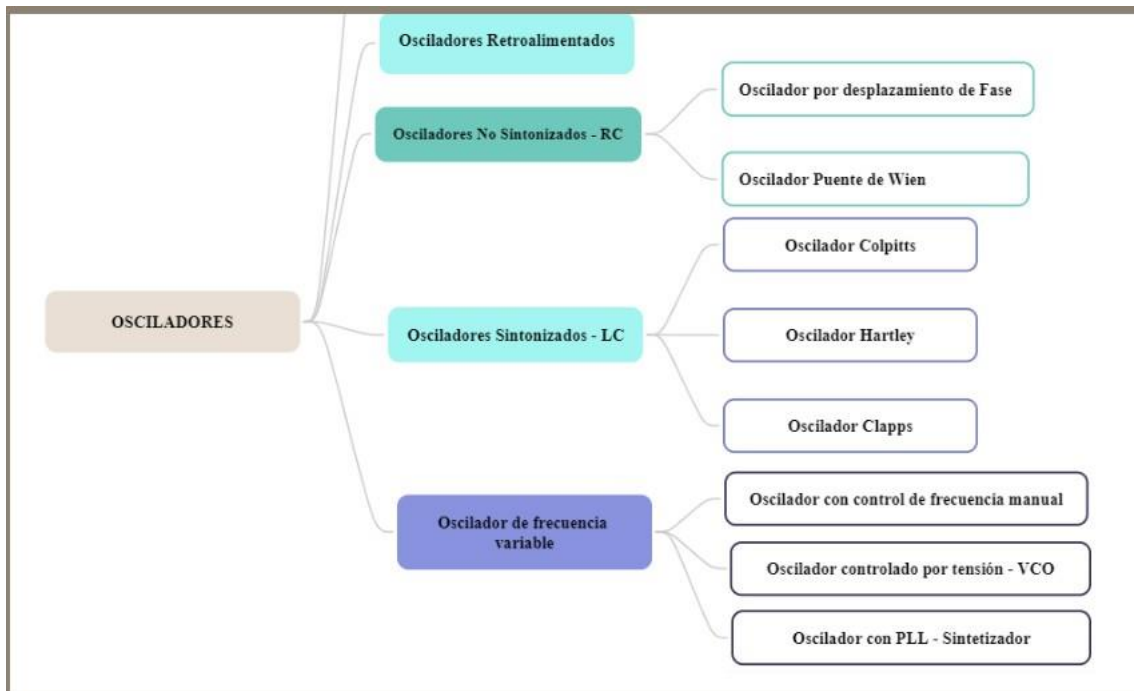 Osciladores Retroalimentados
Oscilador por desplazamiento de Fase
Osciladores No Sintonizados - RC
Oscilador Puente de Wien
Oscilador Colpitts
OSCILADORES
Osciladores Sintonizados - LC
Oscilador Hartley
Oscilador Clapps
Oscilador de frecuencia
variable
Oscilador con control de frecuencia manual
Oscilador controlado por tensión - VCO
Oscilador con PLL - Sintetizador